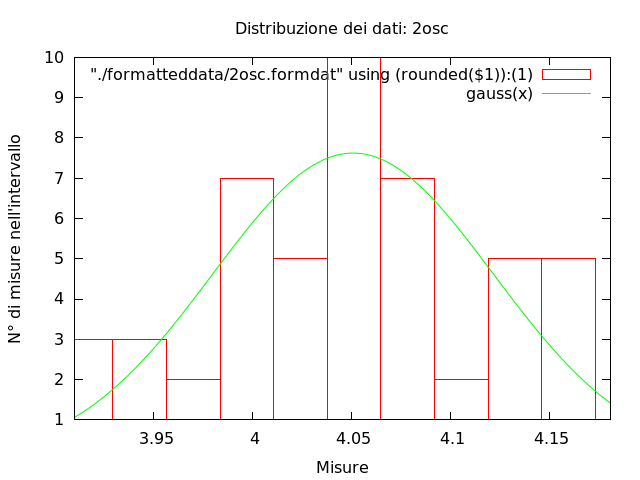 Distribuzione dei dati: 2osc
"./formatteddata/2osc.formdat" using (rounded($1)):(1)
gauss(x)
N° di misure nell'intervallo
10
9
8
7
6
5
4
3
2
1
3.95 4 4.05 4.1 4.15
Misure